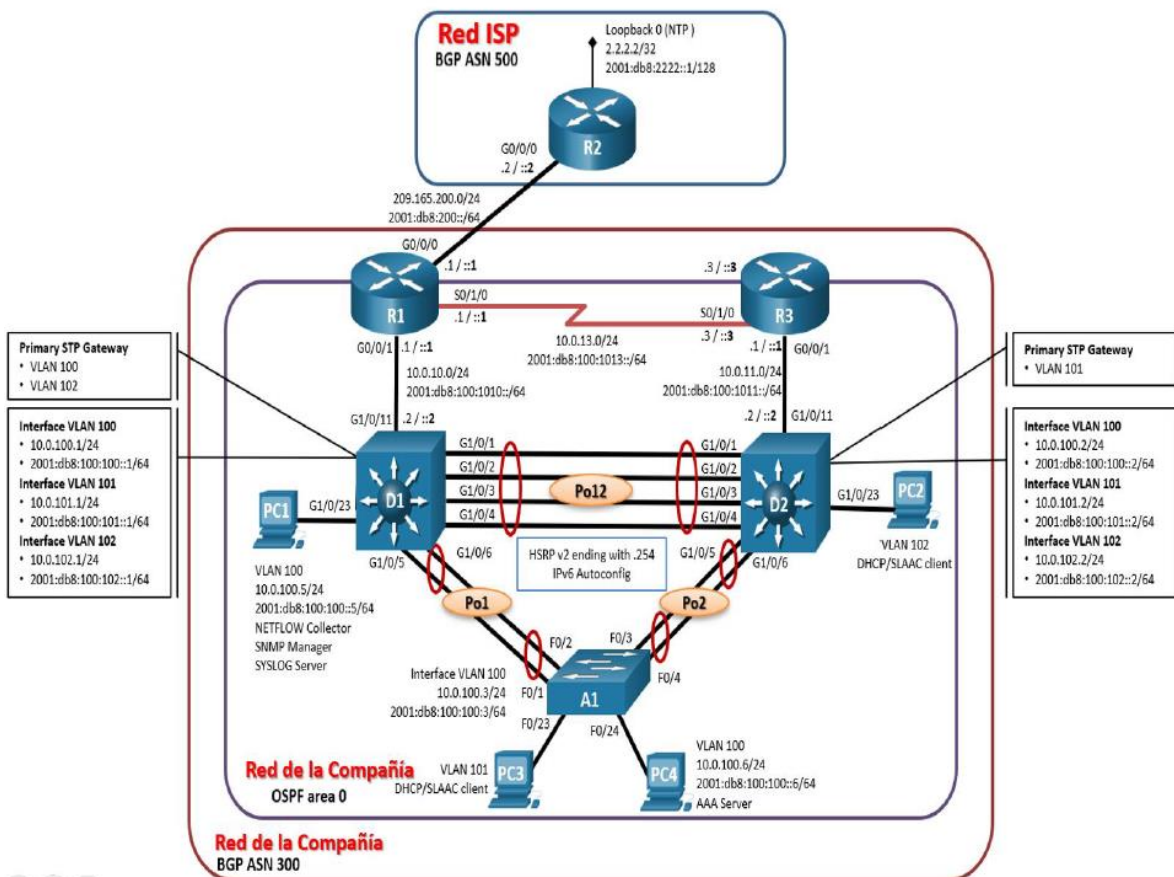 Red ISP
BGP ASN 500
Loopback 0 (NTP )
2.2.2.2/32
2001:db8:2222::1/128
R2
G0/0/0
.2 / ::2
209.165.200.0/24
2001:db8:200::/64
G0/0/0
.1 / ::1
R1
S0/1/0
.1 / ::1
.3 / ::3
R3
S0/1/0
.3 / ::3
10.0.13.0/24
2001:db8:100:1013::/64
G0/0/1
.1 / ::1
10.0.10.0/24
2001:db8:100:1010::/64
.2 / ::2
G1/0/11
.1 / ::1
G0/0/1
10.0.11.0/24
2001:db8:100:1011::/64
.2 / ::2
G1/0/11
Primary STP Gateway
• VLAN 100
• VLAN 102
Interface VLAN 100
• 10.0.100.1/24
• 2001:db8:100:100::1/64
Interface VLAN 101
• 10.0.101.1/24
• 2001:db8:100:101::1/64
Interface VLAN 102
• 10.0.102.1/24
• 2001:db8:100:102::1/64
Primary STP Gateway
• VLAN 101
Interface VLAN 100
• 10.0.100.2/24
• 2001:db8:100:100::2/64
Interface VLAN 101
• 10.0.101.2/24
• 2001:db8:100:101::2/64
Interface VLAN 102
• 10.0.102.2/24
• 2001:db8:100:102::2/64
D1
G1/0/1
G1/0/2
G1/0/3
G1/0/4
Po12
G1/0/1
G1/0/2
G1/0/3
G1/0/4
D2
PC1
G1/0/23
VLAN 100
10.0.100.5/24
2001:db8:100:100::5/64
NETFLOW Collector
SNMP Manager
SYSLOG Server
G1/0/23
PC2
VLAN 102
DHCP/SLAAC client
G1/0/5
G1/0/6
HSRP v2 ending with .254
IPv6 Autoconfig
G1/0/5
G1/0/6
Po1
Po2
F0/2
F0/3
F0/1
F0/4
Interface VLAN 100
10.0.100.3/24
2001:db8:100:100:3/64
A1
F0/23
F0/24
PC3
VLAN 101
DHCP/SLAAC client
PC4
VLAN 100
10.0.100.6/24
2001:db8:100:100::6/64
AAA Server
Red de la Compañía
OSPF area 0
Red de la Compañía
BGP ASN 300